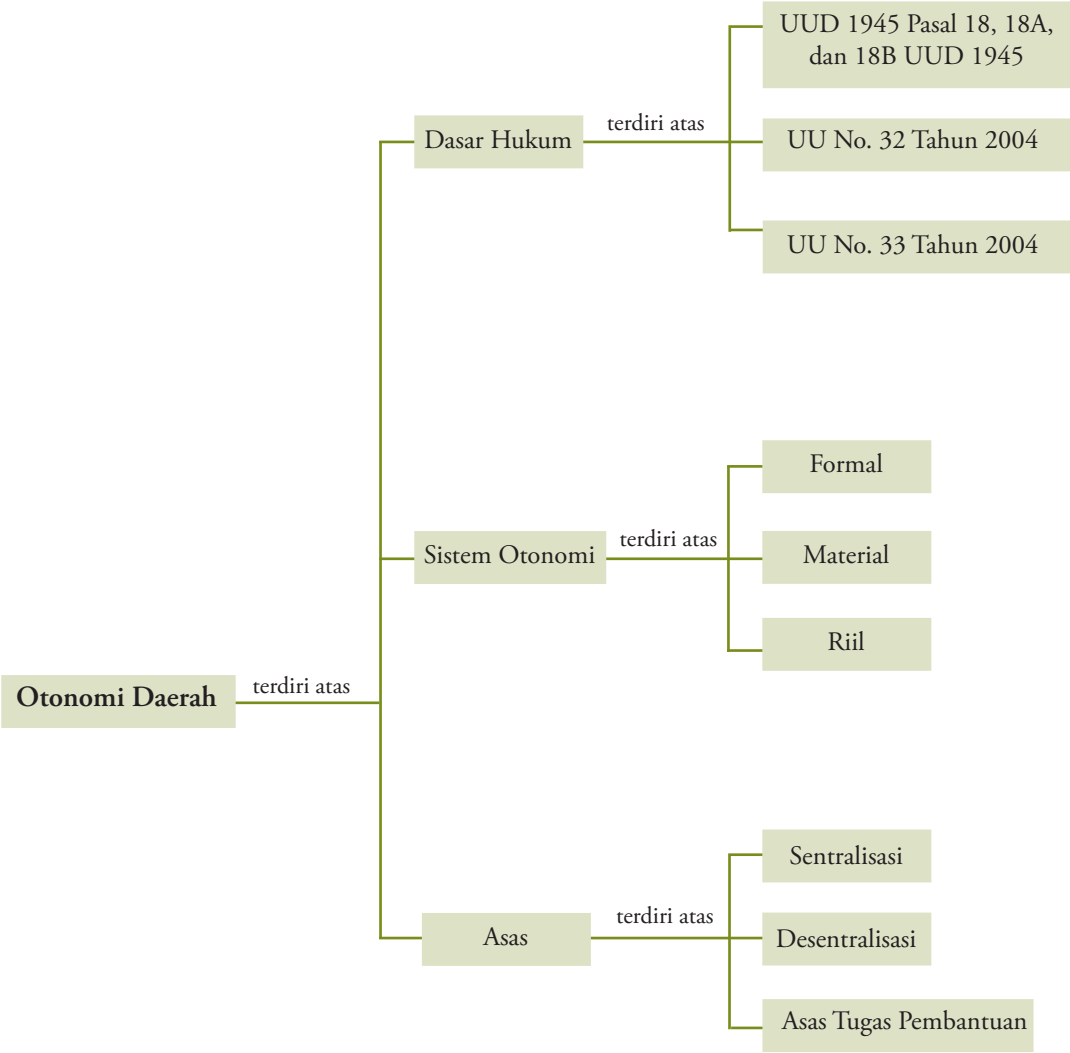 Otonomi Daerah
terdiri atas
Dasar Hukum
terdiri atas
UUD 1945 Pasal 18, 18A,
dan 18B UUD 1945
UU No. 32 Tahun 2004
UU No. 33 Tahun 2004
Sistem Otonomi
terdiri atas
Formal
Material
Riil
Asas
terdiri atas
Sentralisasi
Desentralisasi
Asas Tugas Pembantuan